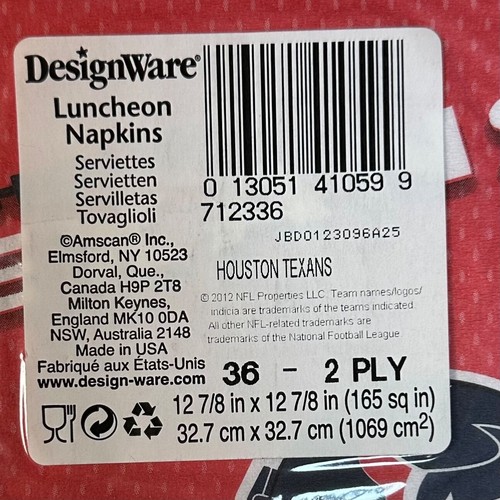 DesignWare®
Luncheon
Napkins
Serviettes
Servietten
Servilletas
Tovaglioli
©Amscan® Inc.,
Elmsford, NY 10523
Dorval, Que.,
Canada H9P 2T8
Milton Keynes,
England MK10 0DA
NSW, Australia 2148
Made in USA
Fabriqué aux États-Unis
www.design-ware.com
0 13051 41059 9
712336
JBD0123096A25
HOUSTON TEXANS
© 2012 NFL Properties LLC. Team names/logos/
indicia are trademarks of the teams indicated.
All other NFL-related trademarks are
trademarks of the National Football League.
36 - 2 PLY
12 7/8 in x 12 7/8 in (165 sq in)
32.7 cm x 32.7 cm (1069 cm²)